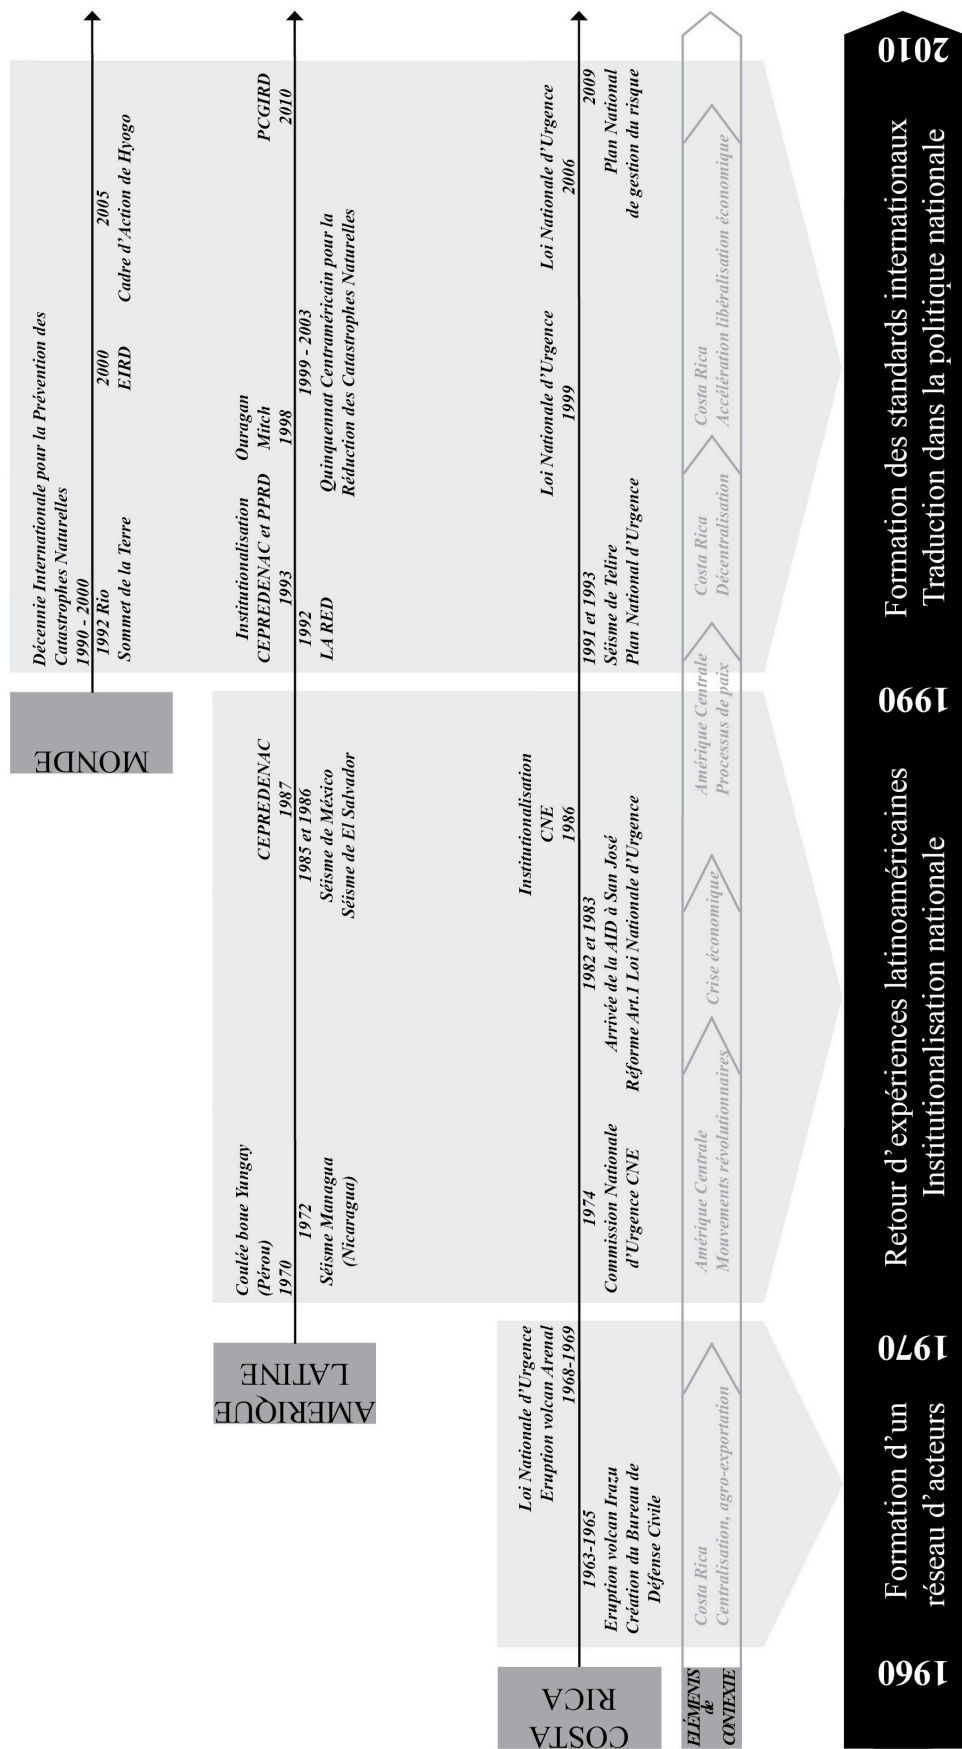 MONDE
Décennie Internationale pour la Prévention des
Catastrophes Naturelles
1990 - 2000
1992 Rio
Sommet de la Terre
2000
EIRD
2005
Cadre d'Action de Hyogo
AMERIQUE
LATINE
Coulée boue Yungay
(Pérou)
1970
1972
Séisme Managua
(Nicaragua)
CEPREDENAC
1987
1985 et 1986
Séisme de México
Séisme de El Salvador
Institutionalisation
CEPREDENAC et PPRD
1993
1992
LA RED
Ouragan
Mitch
1998
1999 - 2003
Quinquennat Centraméricain pour la
Réduction des Catastrophes Naturelles
PCGIRD
2010
COSTA
RICA
Loi Nationale d'Urgence
Eruption volcan Arenal
1968-1969
1963-1965
Eruption volcan Irazu
Création du Bureau de
Défense Civile
1974
Commission Nationale
d'Urgence CNE
Institutionalisation
CNE
1986
1982 et 1983
Arrivée de la AID à San José
Réforme Art.1 Loi Nationale d'Urgence
1991 et 1993
Séisme de Telire
Plan National d'Urgence
Loi Nationale d'Urgence
1999
Loi Nationale d'Urgence
2006
2009
Plan National
de gestion du risque
ELÉMENTS
de
CONTEXTE
Costa Rica
Centralisation, agro-exportation
Amérique Centrale
Mouvements révolutionnaires
Crise économique
Amérique Centrale
Processus de paix
Costa Rica
Décentralisation
Costa Rica
Accélération libéralisation économique
1960
Formation d'un
réseau d'acteurs
1970
Retour d'expériences latinoaméricaines
Institutionalisation nationale
1990
Formation des standards internationaux
Traduction dans la politique nationale
2010